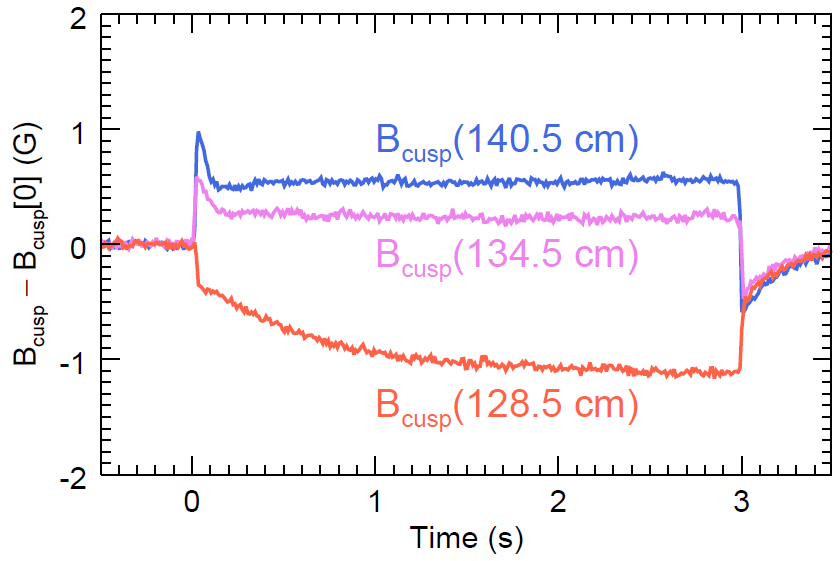 2
1
0
-1
-2
B_cusp – B_cusp[0] (G)
B_cusp(140.5 cm)
B_cusp(134.5 cm)
B_cusp(128.5 cm)
0 1 2 3
Time (s)